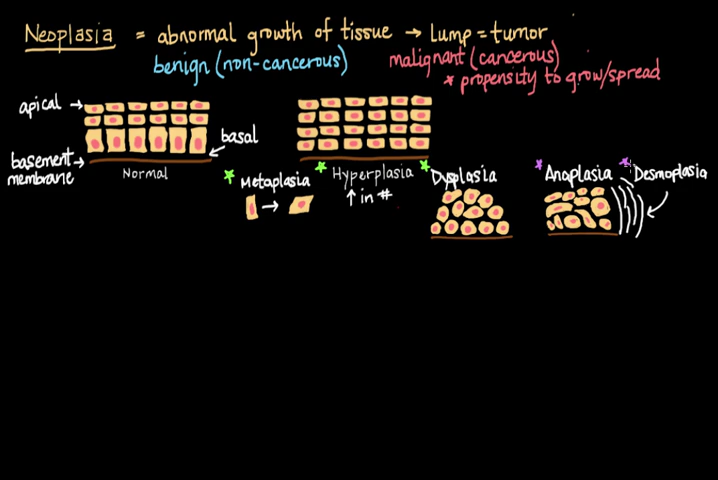 Neoplasia = abnormal growth of tissue → Lump = tumor
benign (non-cancerous) malignant (cancerous)
* propensity to grow/spread
apical →
basal
basement → membrane
Normal
* Metaplasia * Hyperplasia * Dysplasia * Anaplasia * Desmoplasia
→ ↑ in #